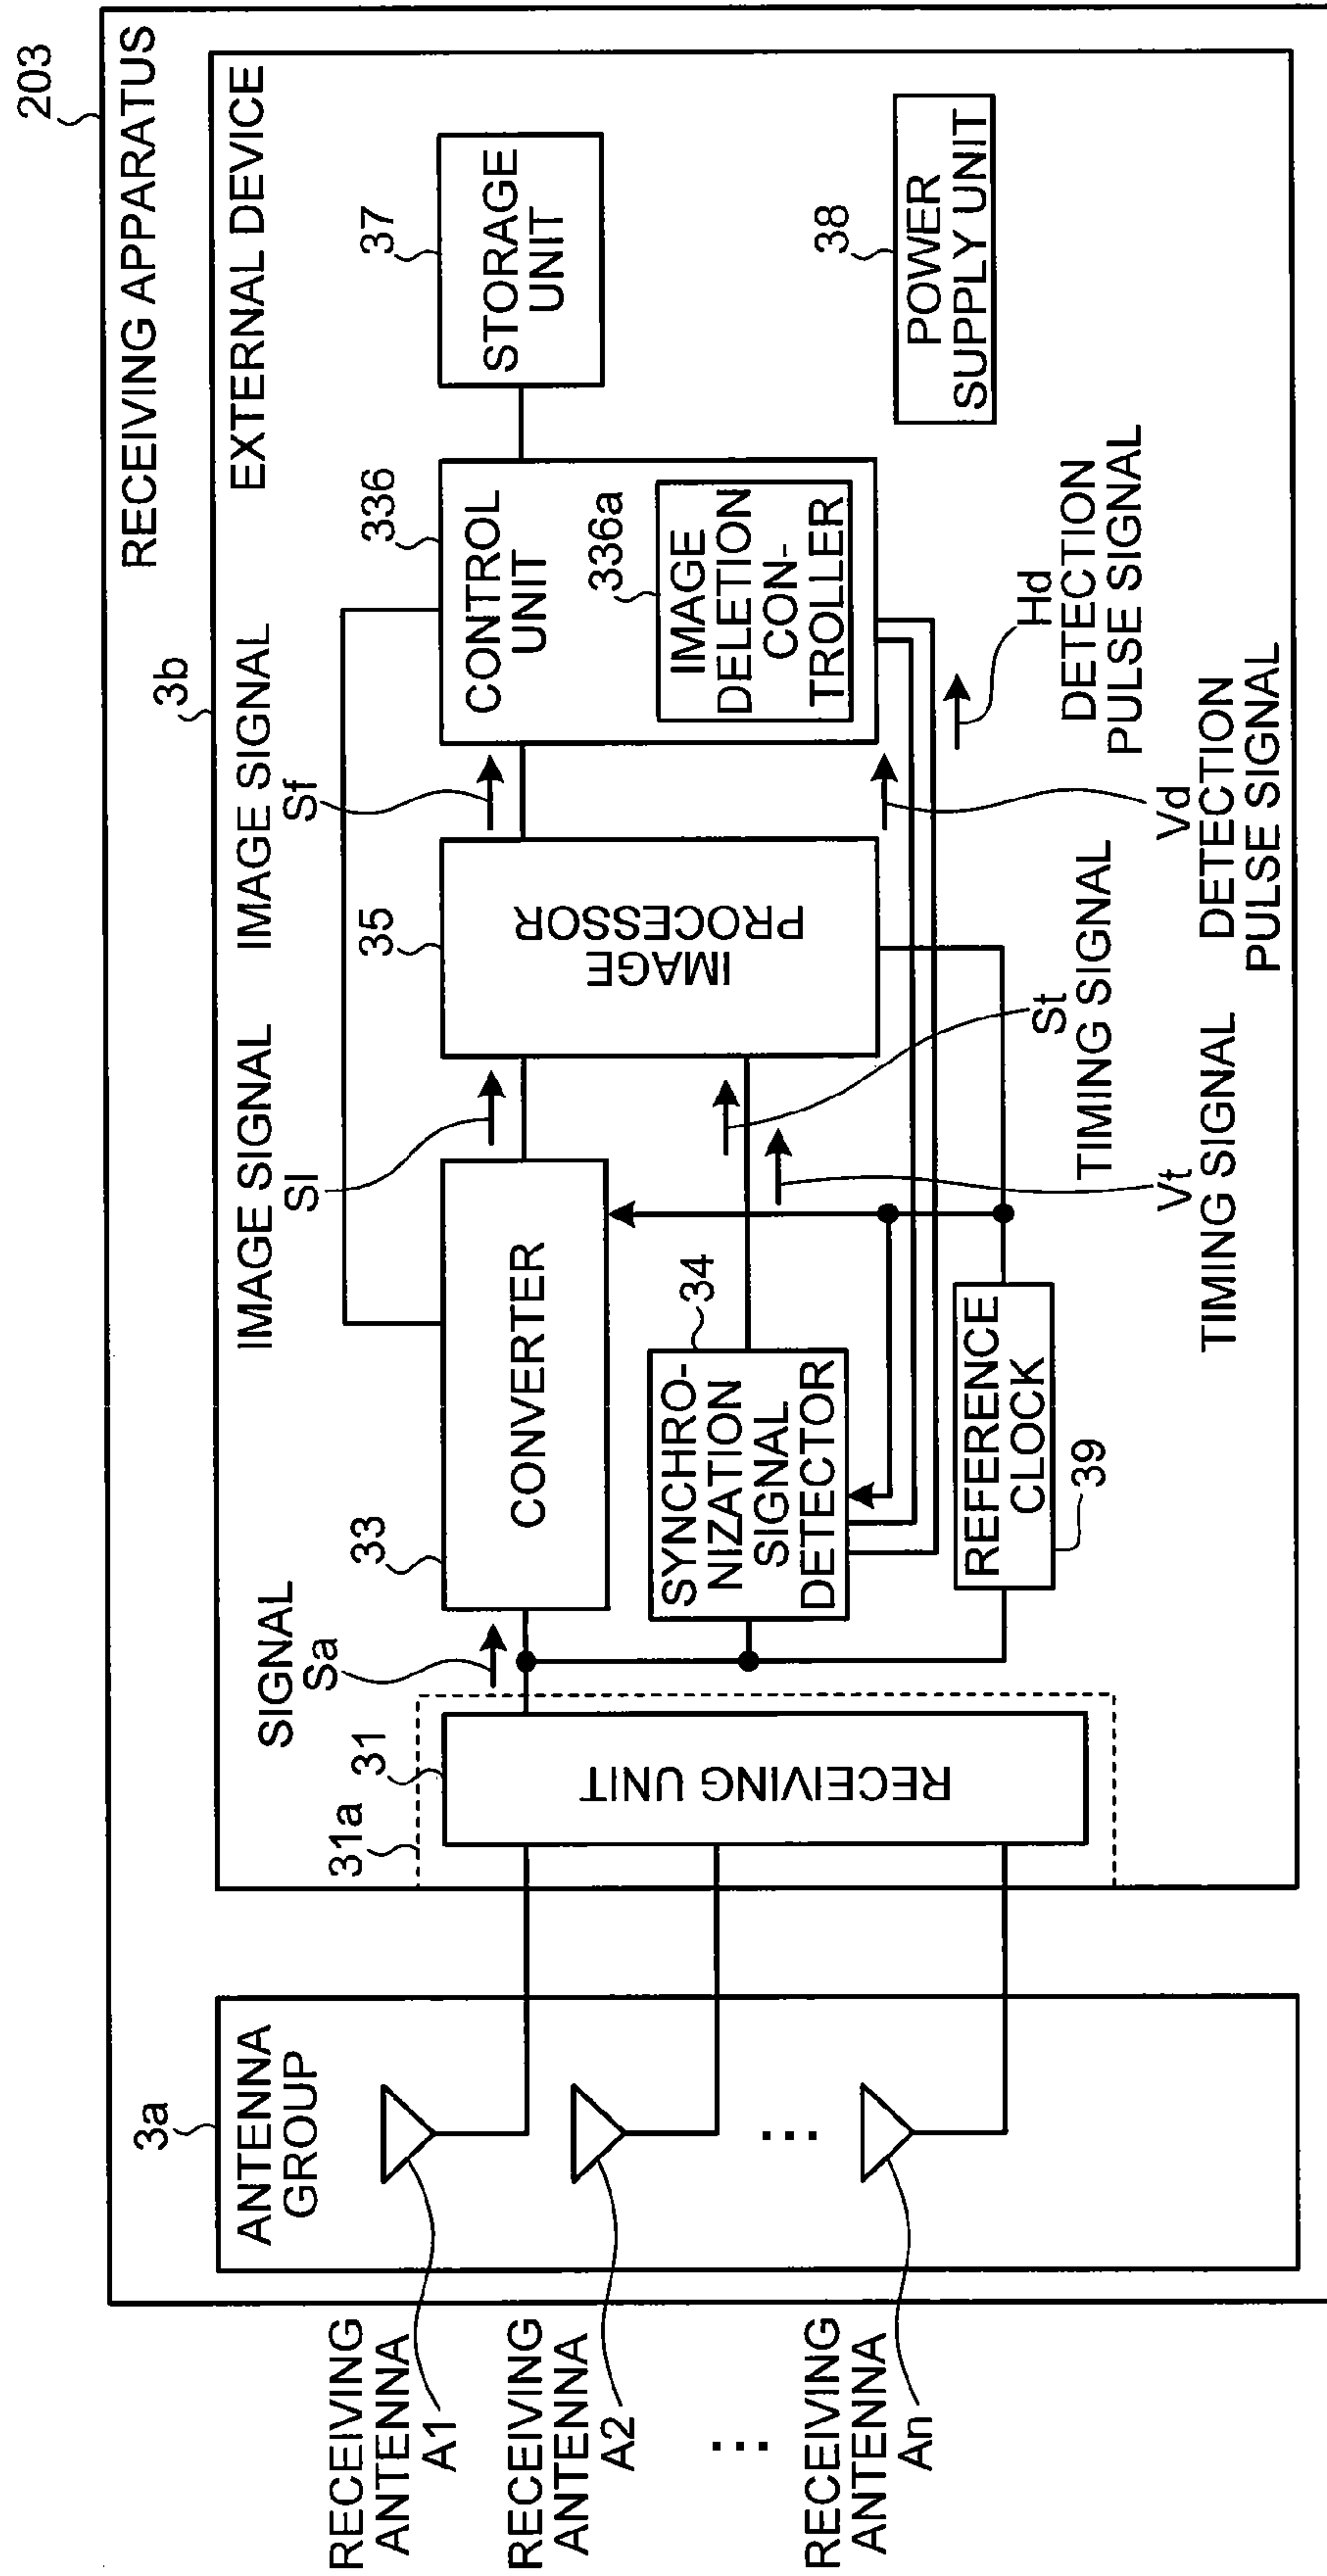 203
RECEIVING APPARATUS
3b
EXTERNAL DEVICE
3a
ANTENNA
GROUP
RECEIVING
ANTENNA
A1
RECEIVING
ANTENNA
A2
...
RECEIVING
ANTENNA
An
...
31a
31
RECEIVING UNIT
SIGNAL
Sa
33
CONVERTER
IMAGE SIGNAL
SI
35
IMAGE
PROCESSOR
IMAGE SIGNAL
Sf
336
CONTROL
UNIT
336a
IMAGE
DELETION
CON-
TROLLER
37
STORAGE
UNIT
34
SYNCHRO-
NIZATION
SIGNAL
DETECTOR
REFERENCE
CLOCK
39
St
TIMING SIGNAL
Vt
TIMING SIGNAL
Hd
DETECTION
PULSE SIGNAL
Vd
DETECTION
PULSE SIGNAL
38
POWER
SUPPLY UNIT